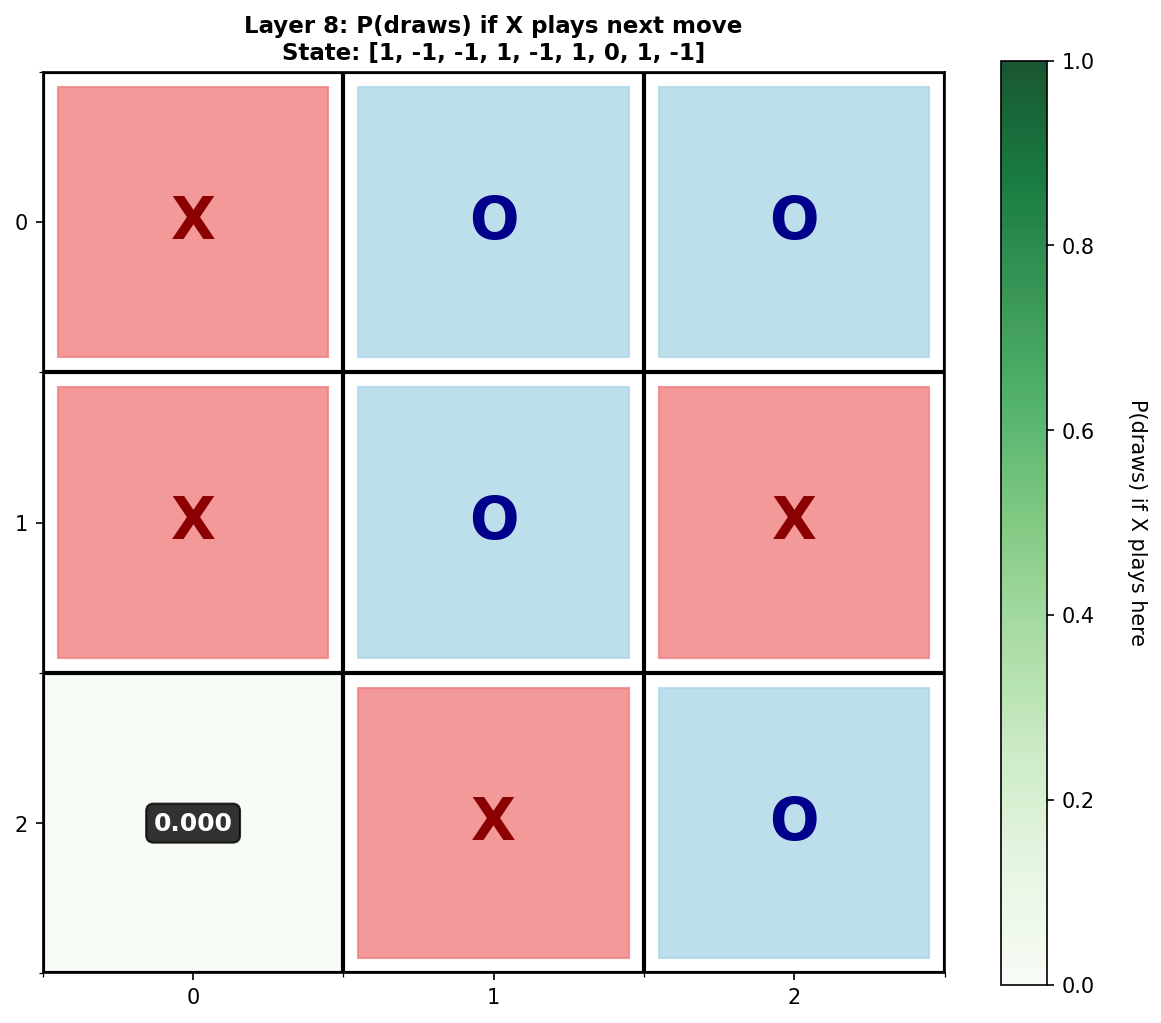 Layer 8: P(draws) if X plays next move
State: [1, -1, -1, 1, -1, 1, 0, 1, -1]
1.0
0.8
0.6
0.4
0.2
0.0
P(draws) if X plays here
0
X
O
O
1
X
O
X
2
0.000
X
O
0
1
2